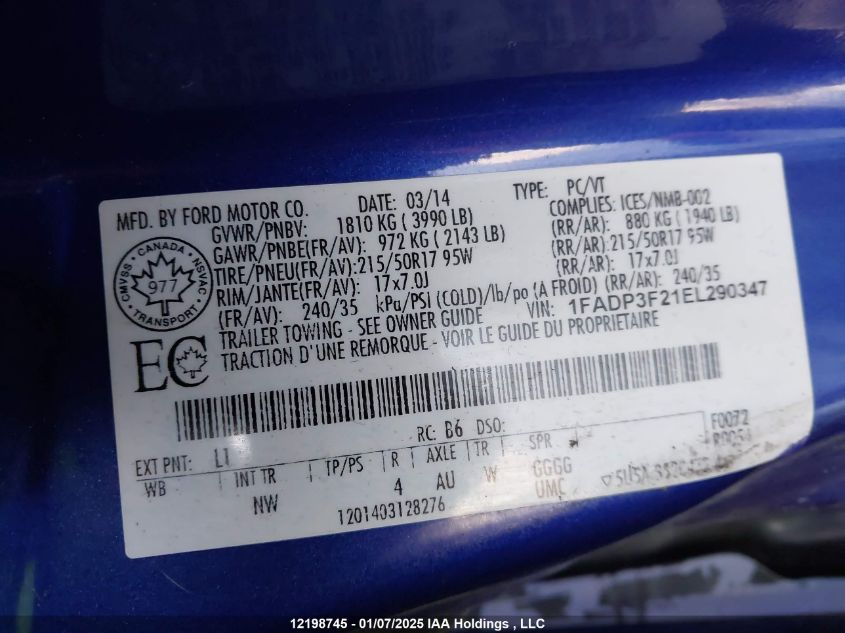 MFD. BY FORD MOTOR CO. DATE: 03/14 TYPE: PC/VT
GVWR/PNBV: 1810 KG ( 3990 LB) COMPLIES: ICES/NMB-002
GAWR/PNBE(FR/AV): 972 KG ( 2143 LB) (RR/AR): 880 KG ( 1940 LB)
TIRE/PNEU(FR/AV):215/50R17 95W (RR/AR):215/50R17 95W
RIM/JANTE(FR/AV): 17x7.0J (RR/AR): 17x7.0J
(FR/AV): 240/35 kPa/PSI (COLD)/lb/po (A FROID) (RR/AR): 240/35
TRAILER TOWING - SEE OWNER GUIDE VIN: 1FADP3F21EL290347
TRACTION D'UNE REMORQUE - VOIR LE GUIDE DU PROPRIETAIRE
CANADA
CMVSS NSVAC
977
TRANSPORT
EC
RC: B6 DSO:
EXT PNT: L1 F0072
WB INT TR TP/PS R AXLE TR SPR
NW 4 AU W GGGG
UMC
1201403128276
12198745 - 01/07/2025 IAA Holdings , LLC